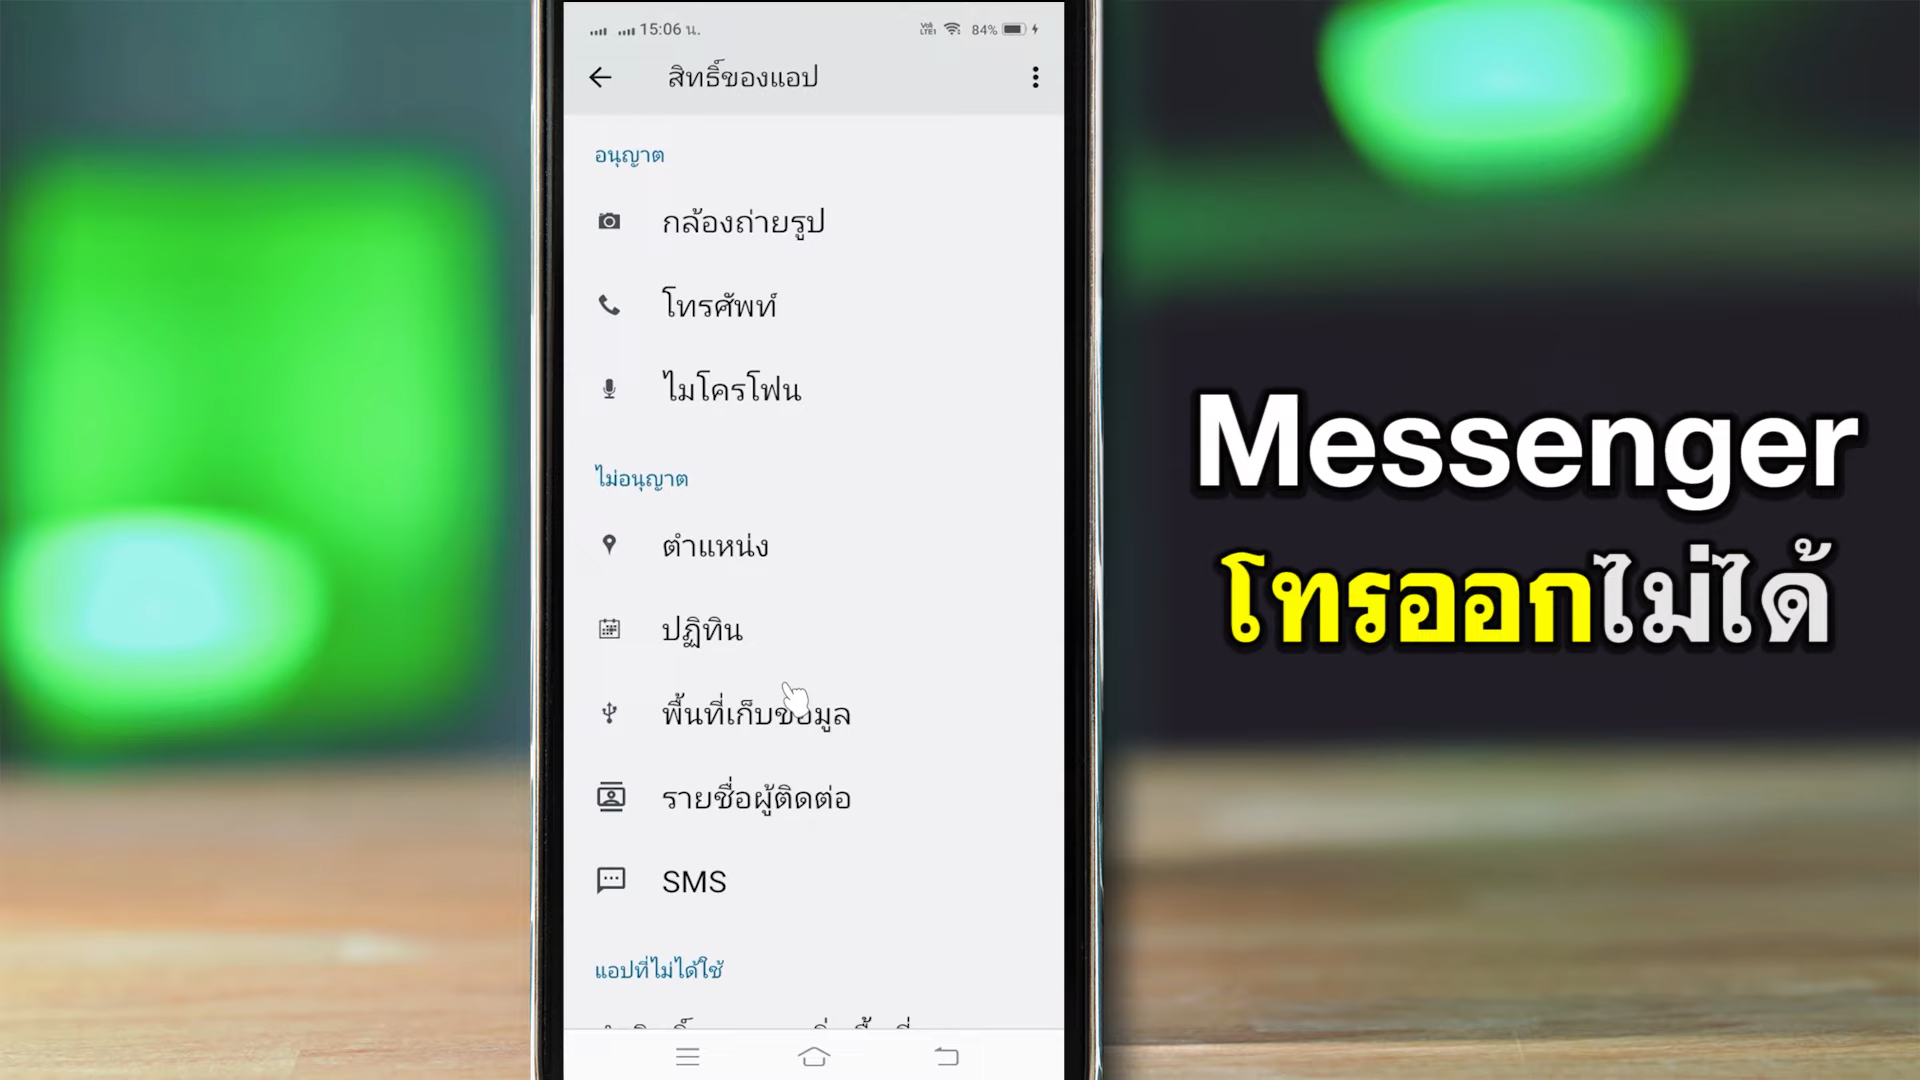 15:06 น.
Vo) LTE1
84%
สิทธิ์ของแอป
อนุญาต
กล้องถ่ายรูป
โทรศัพท์
ไมโครโฟน
ไม่อนุญาต
ตำแหน่ง
ปฏิทิน
พื้นที่เก็บข้อมูล
รายชื่อผู้ติดต่อ
SMS
แอปที่ไม่ได้ใช้
Messenger
โทรออกไม่ได้